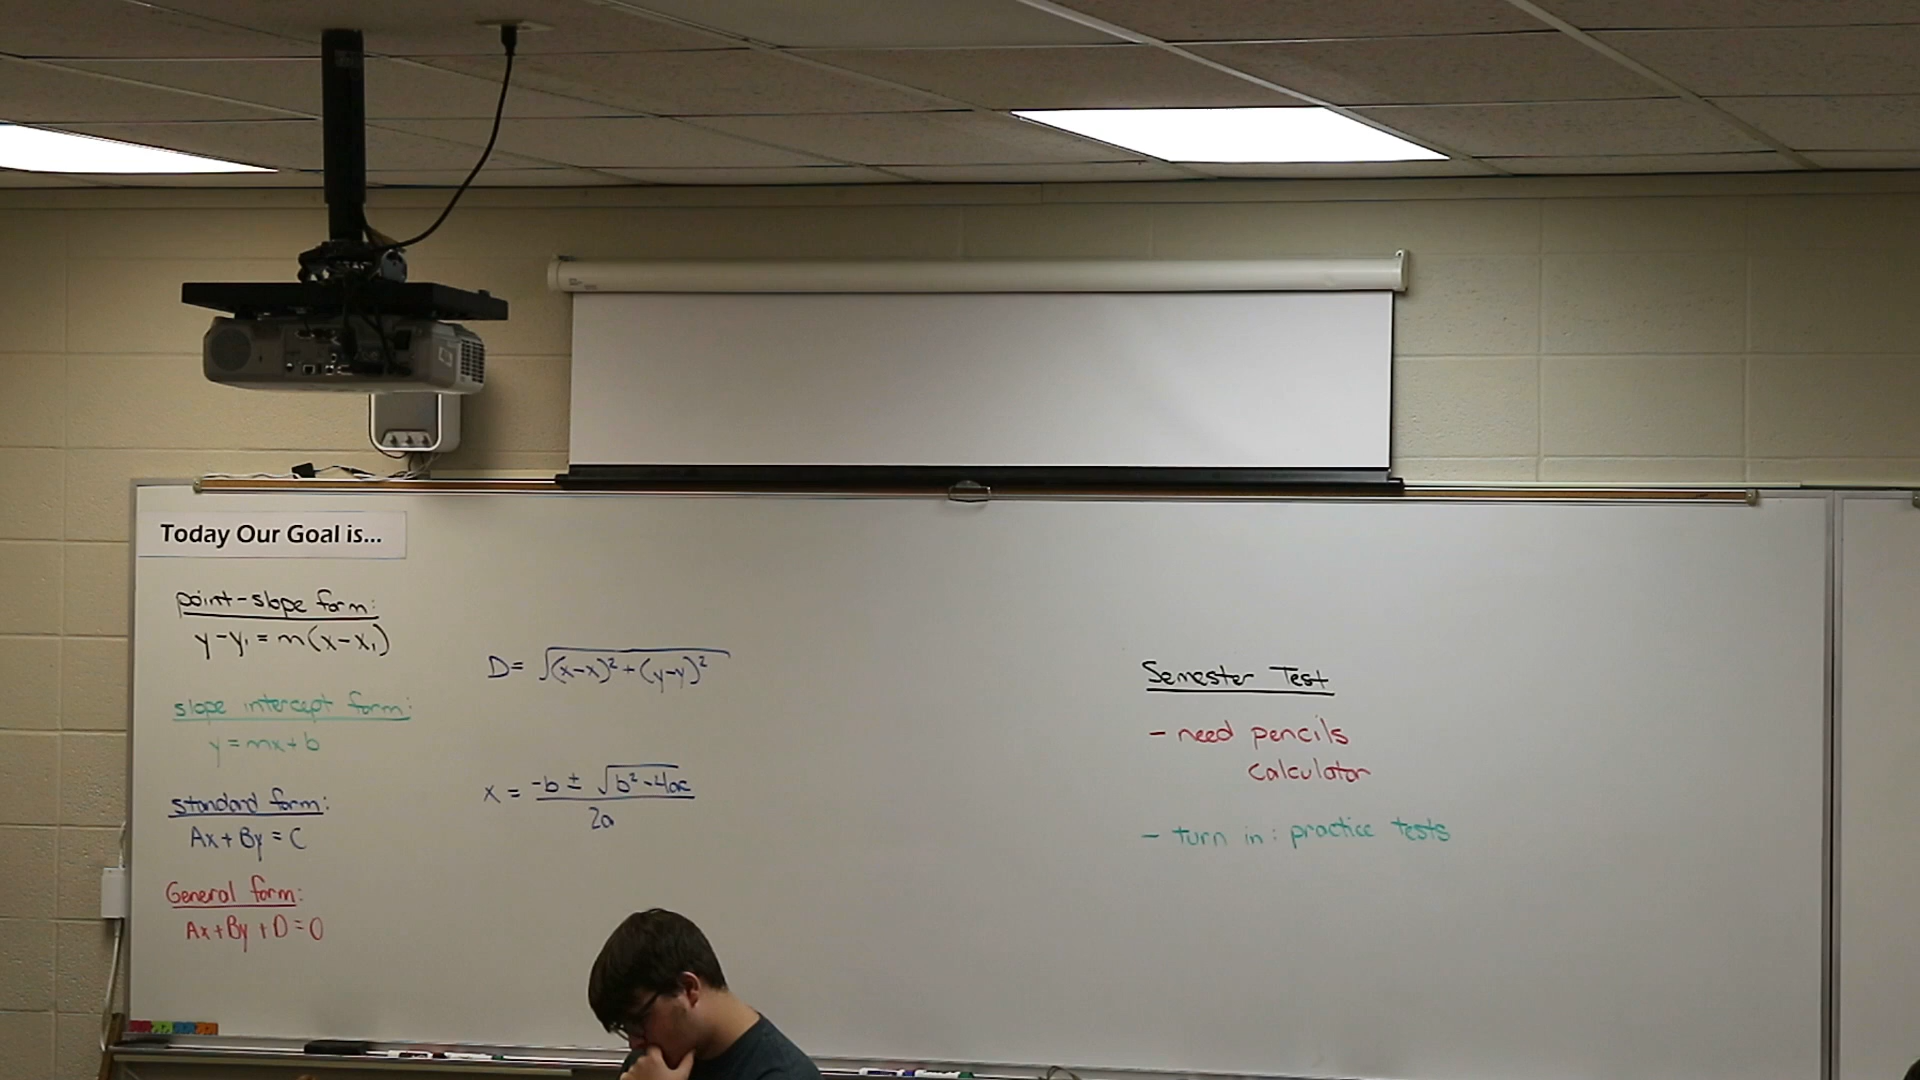 Today Our Goal is...
point-slope form:
y-y₁ = m(x-x₁)
slope intercept form:
y = mx+b
standard form:
Ax+By = C
General form:
Ax+By+D=0
D= √(x-x)²+(y-y)²
x = -b ± √b²-4ac
2a
Semester Test
- need pencils
calculator
- turn in: practice tests